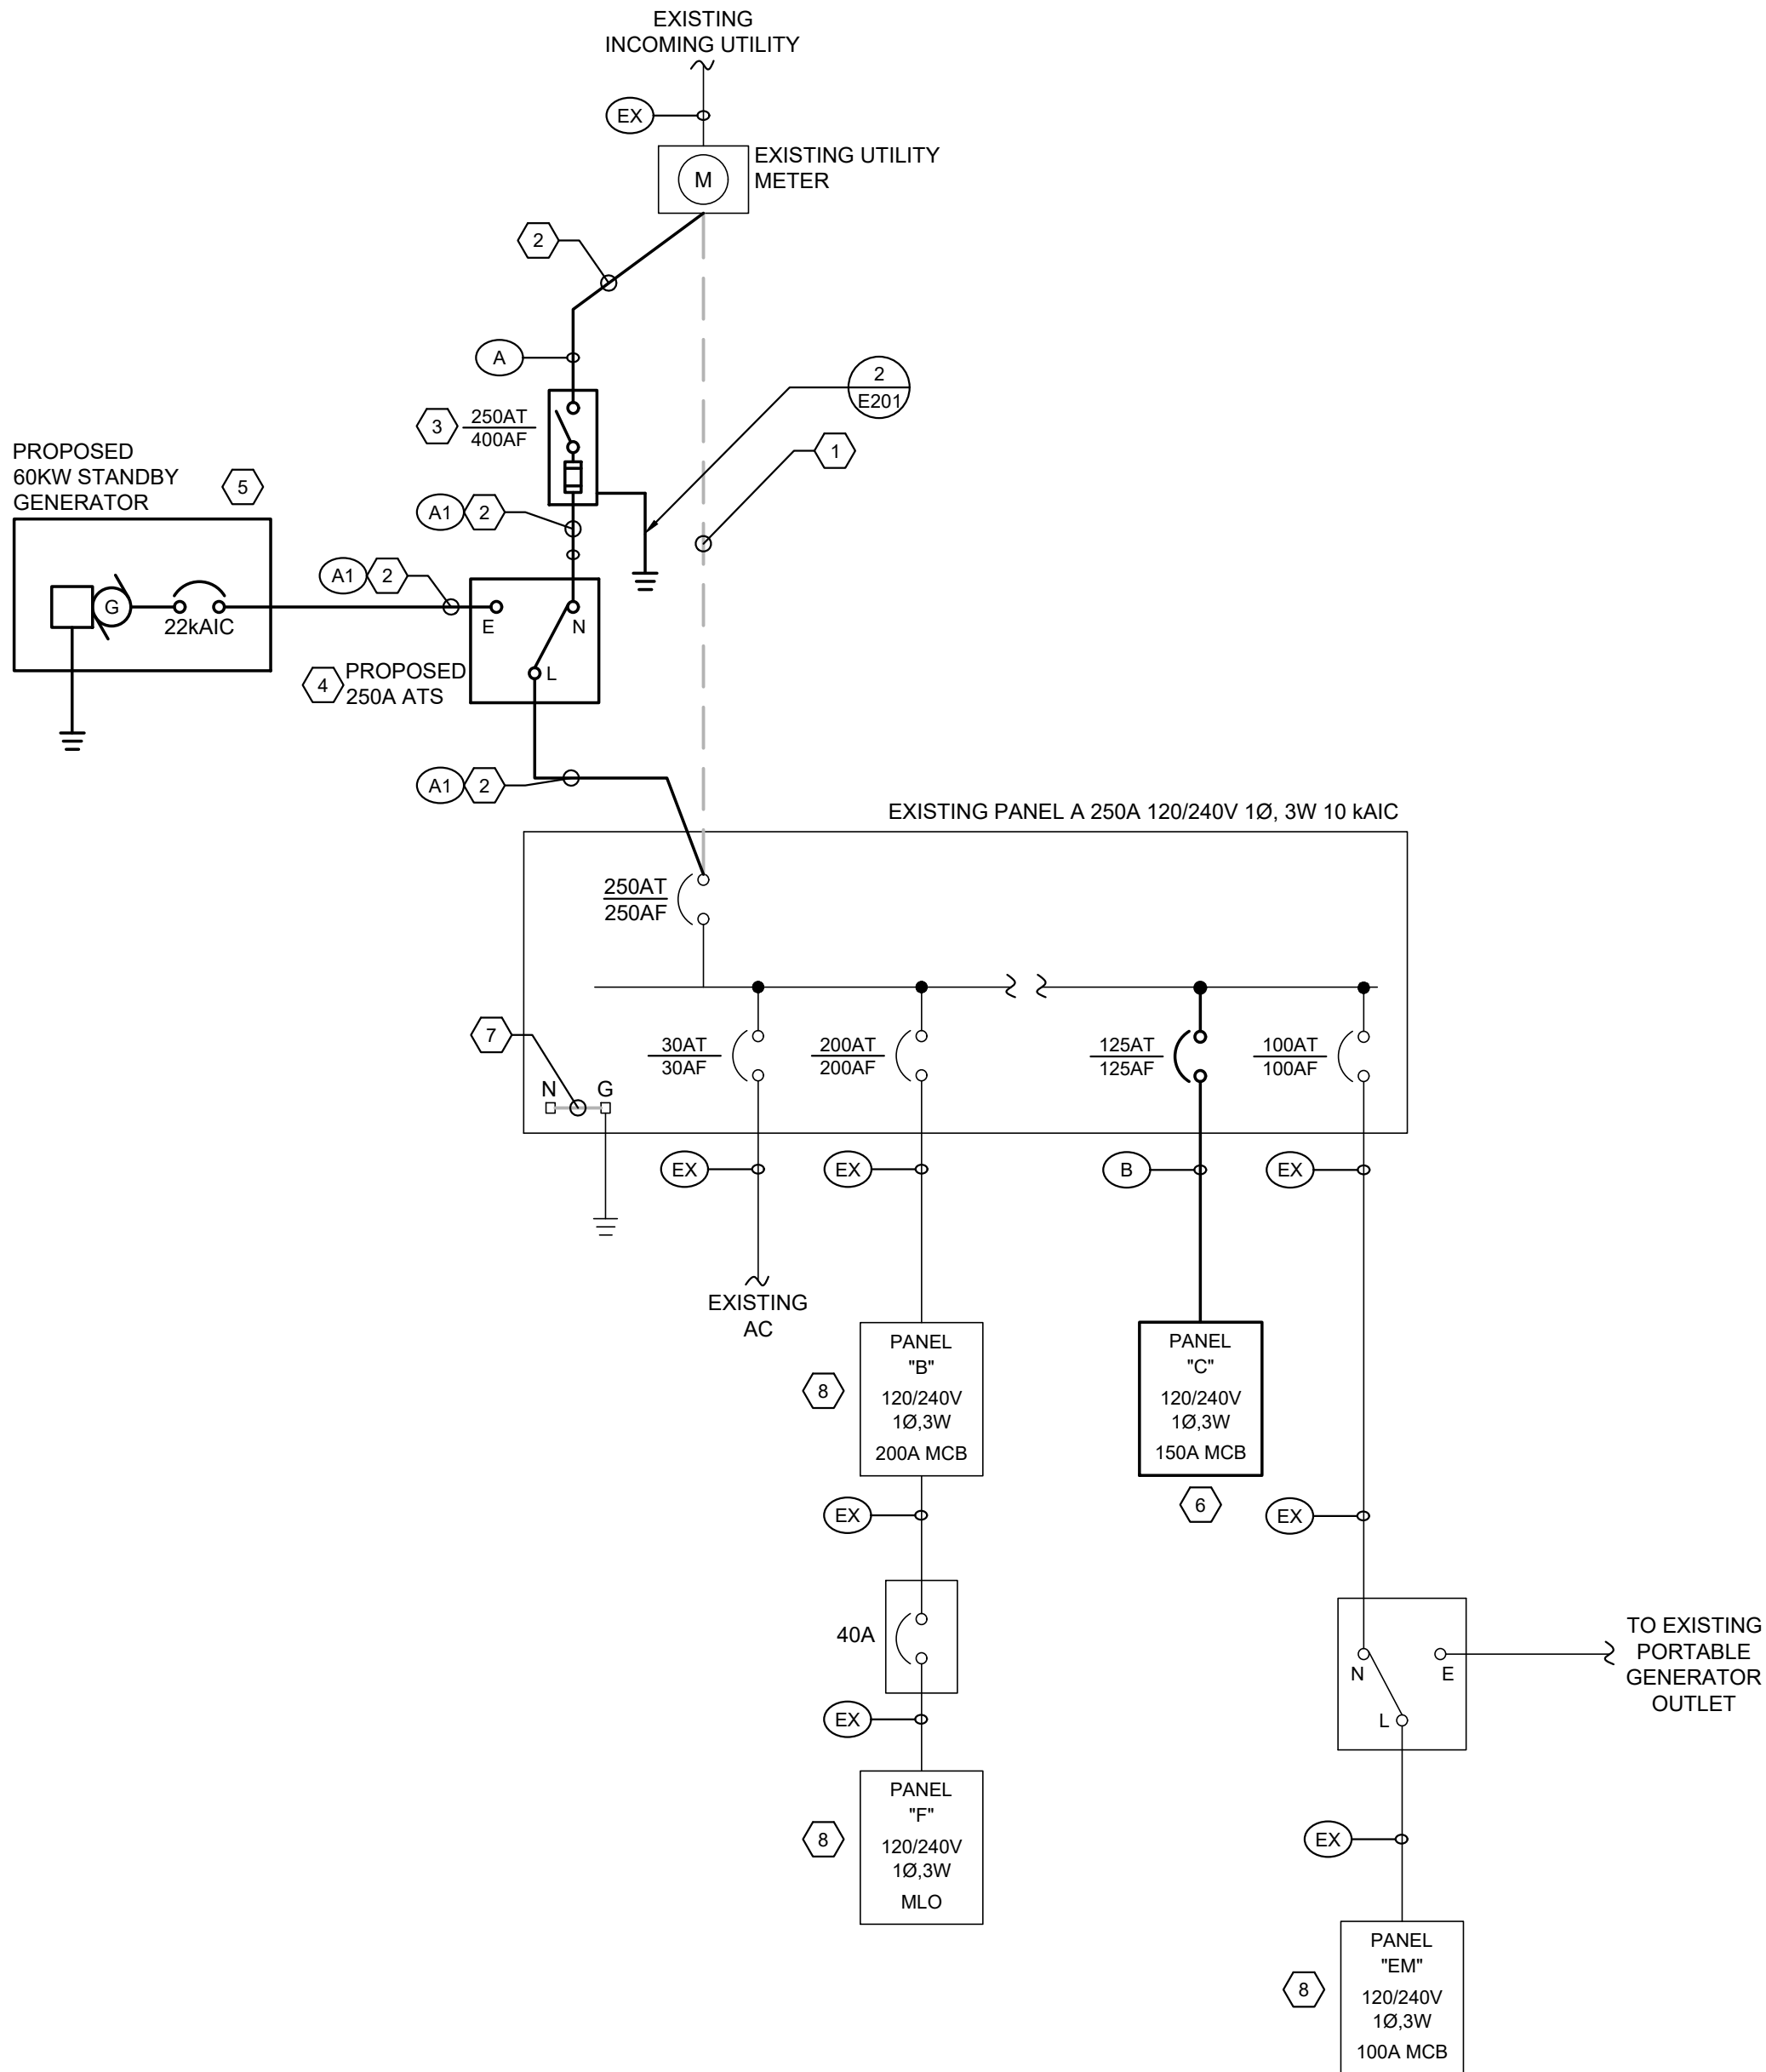 EXISTING
INCOMING UTILITY
EX
EXISTING UTILITY
METER
M
2
A
2
E201
3
250AT
400AF
1
PROPOSED
60KW STANDBY
GENERATOR
5
A1
2
A1
2
G
22kAIC
E
N
L
4
PROPOSED
250A ATS
A1
2
EXISTING PANEL A 250A 120/240V 1Ø, 3W 10 kAIC
250AT
250AF
7
30AT
30AF
200AT
200AF
125AT
125AF
100AT
100AF
N
G
EX
EX
B
EX
EXISTING
AC
PANEL
"B"
120/240V
1Ø,3W
200A MCB
8
PANEL
"C"
120/240V
1Ø,3W
150A MCB
6
EX
EX
40A
N
E
L
TO EXISTING
PORTABLE
GENERATOR
OUTLET
EX
PANEL
"F"
120/240V
1Ø,3W
MLO
8
EX
PANEL
"EM"
120/240V
1Ø,3W
100A MCB
8